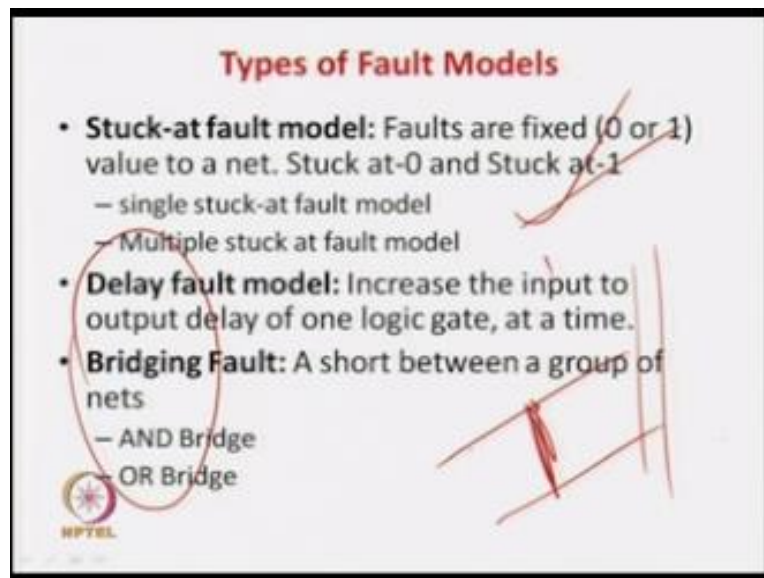 Types of Fault Models
• Stuck-at fault model: Faults are fixed (0 or 1)
value to a net. Stuck at-0 and Stuck at-1
– single stuck-at fault model
– Multiple stuck at fault model
• Delay fault model: Increase the input to
output delay of one logic gate, at a time.
• Bridging Fault: A short between a group of
nets
– AND Bridge
– OR Bridge
NPTEL